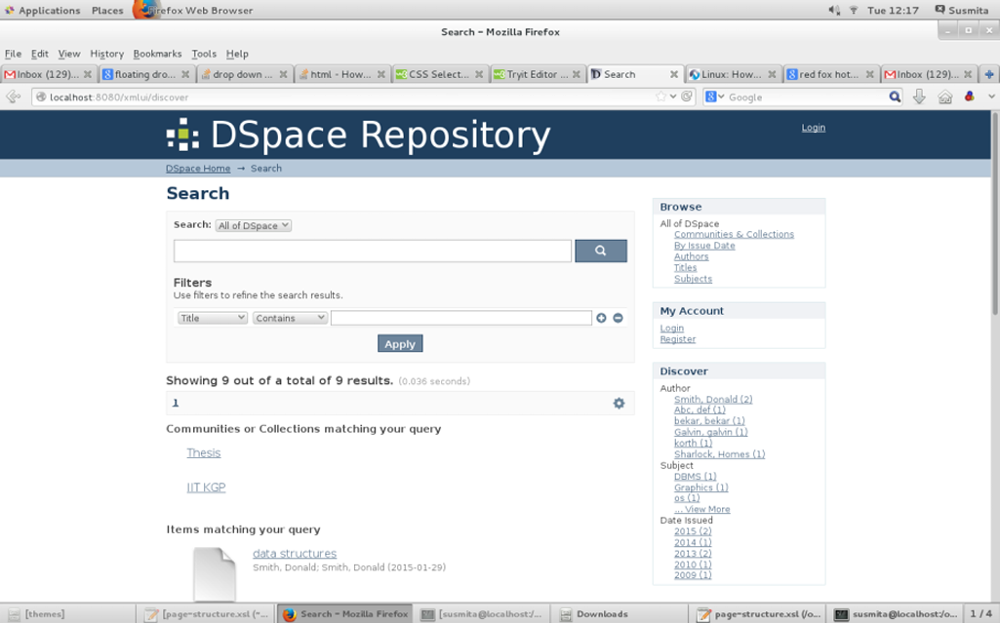 Applications Places Firefox Web Browser Tue 12:17 Susmita
Search - Mozilla Firefox
File Edit View History Bookmarks Tools Help
Inbox (129)... floating dro... drop down ... html - How... CSS Select... Tryit Editor ... Search Linux: How... red fox hot... Inbox (129)...
localhost:8080/xmlui/discover Google
DSpace Repository
Login
DSpace Home → Search
Search
Search: All of DSpace
Filters
Use filters to refine the search results.
Title Contains
Apply
Showing 9 out of a total of 9 results. (0.036 seconds)
1
Communities or Collections matching your query
Thesis
IIT KGP
Items matching your query
data structures
Smith, Donald; Smith, Donald (2015-01-29)
Browse
All of DSpace
Communities & Collections
By Issue Date
Authors
Titles
Subjects
My Account
Login
Register
Discover
Author
Smith, Donald (2)
Abc, def (1)
bekar, bekar (1)
Galvin, galvin (1)
korth (1)
Sharlock, Homes (1)
Subject
DBMS (1)
Graphics (1)
os (1)
... View More
Date Issued
2015 (2)
2014 (1)
2013 (2)
2010 (1)
2009 (1)
[themes] [page-structure.xsl (~... Search - Mozilla Firefox [susmita@localhost:/... Downloads page-structure.xsl (/o... susmita@localhost:/o... 1 / 4